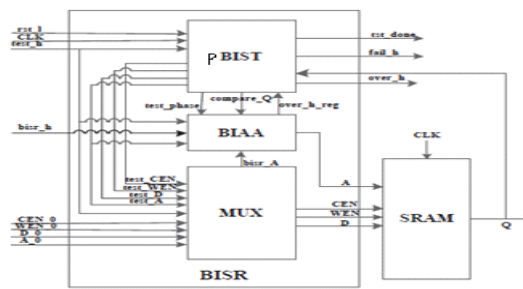 rst_l
CLK
test_h
P BIST
tst_done
fail_h
over_h
test_phase
compare_Q
over_h_reg
bisr_h
BIAA
CLK
bisr_A
test_CEN
test_WEN
test_D
test_A
A
MUX
CEN
WEN
D
SRAM
CEN_0
WEN_0
D_0
A_0
Q
BISR